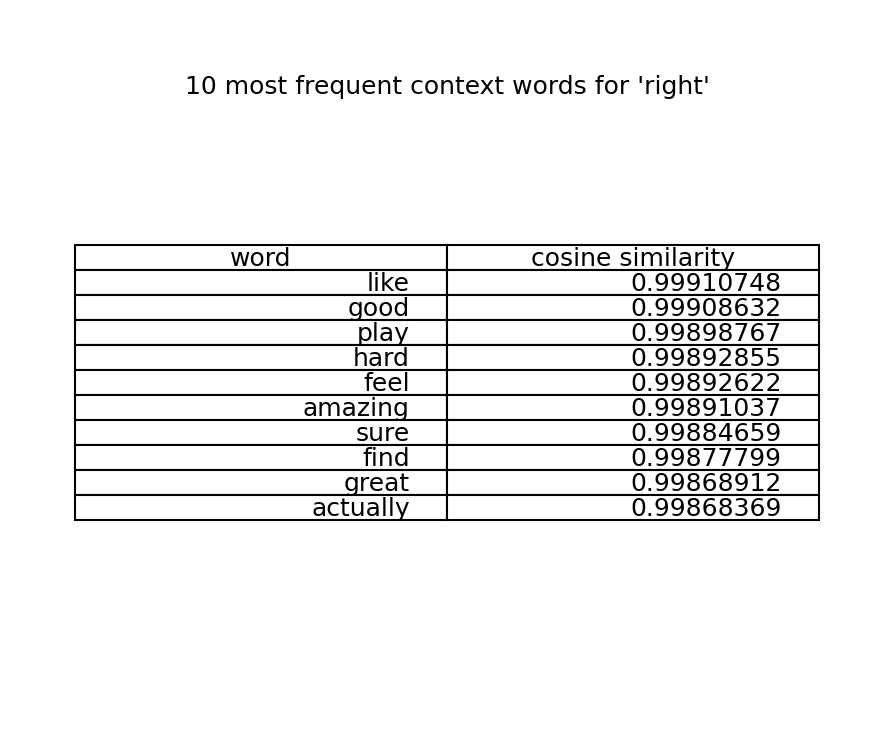 10 most frequent context words for 'right'
word cosine similarity
like 0.99910748
good 0.99908632
play 0.99898767
hard 0.99892855
feel 0.99892622
amazing 0.99891037
sure 0.99884659
find 0.99877799
great 0.99868912
actually 0.99868369